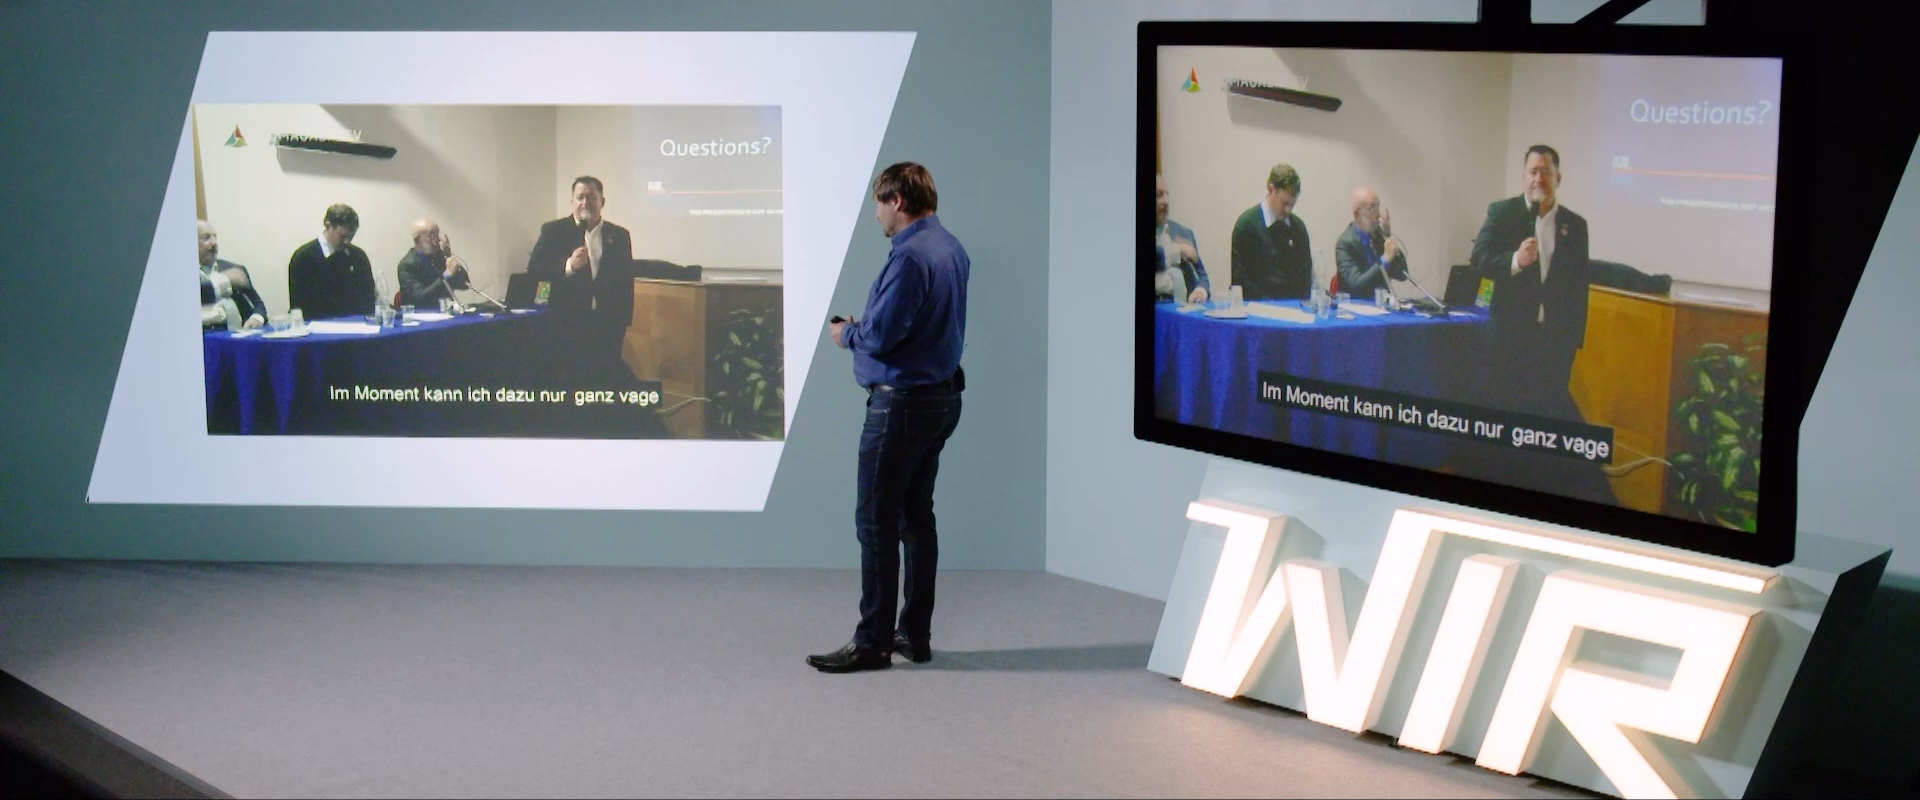 Questions?
Im Moment kann ich dazu nur ganz vage
Questions?
Im Moment kann ich dazu nur ganz vage
WIR